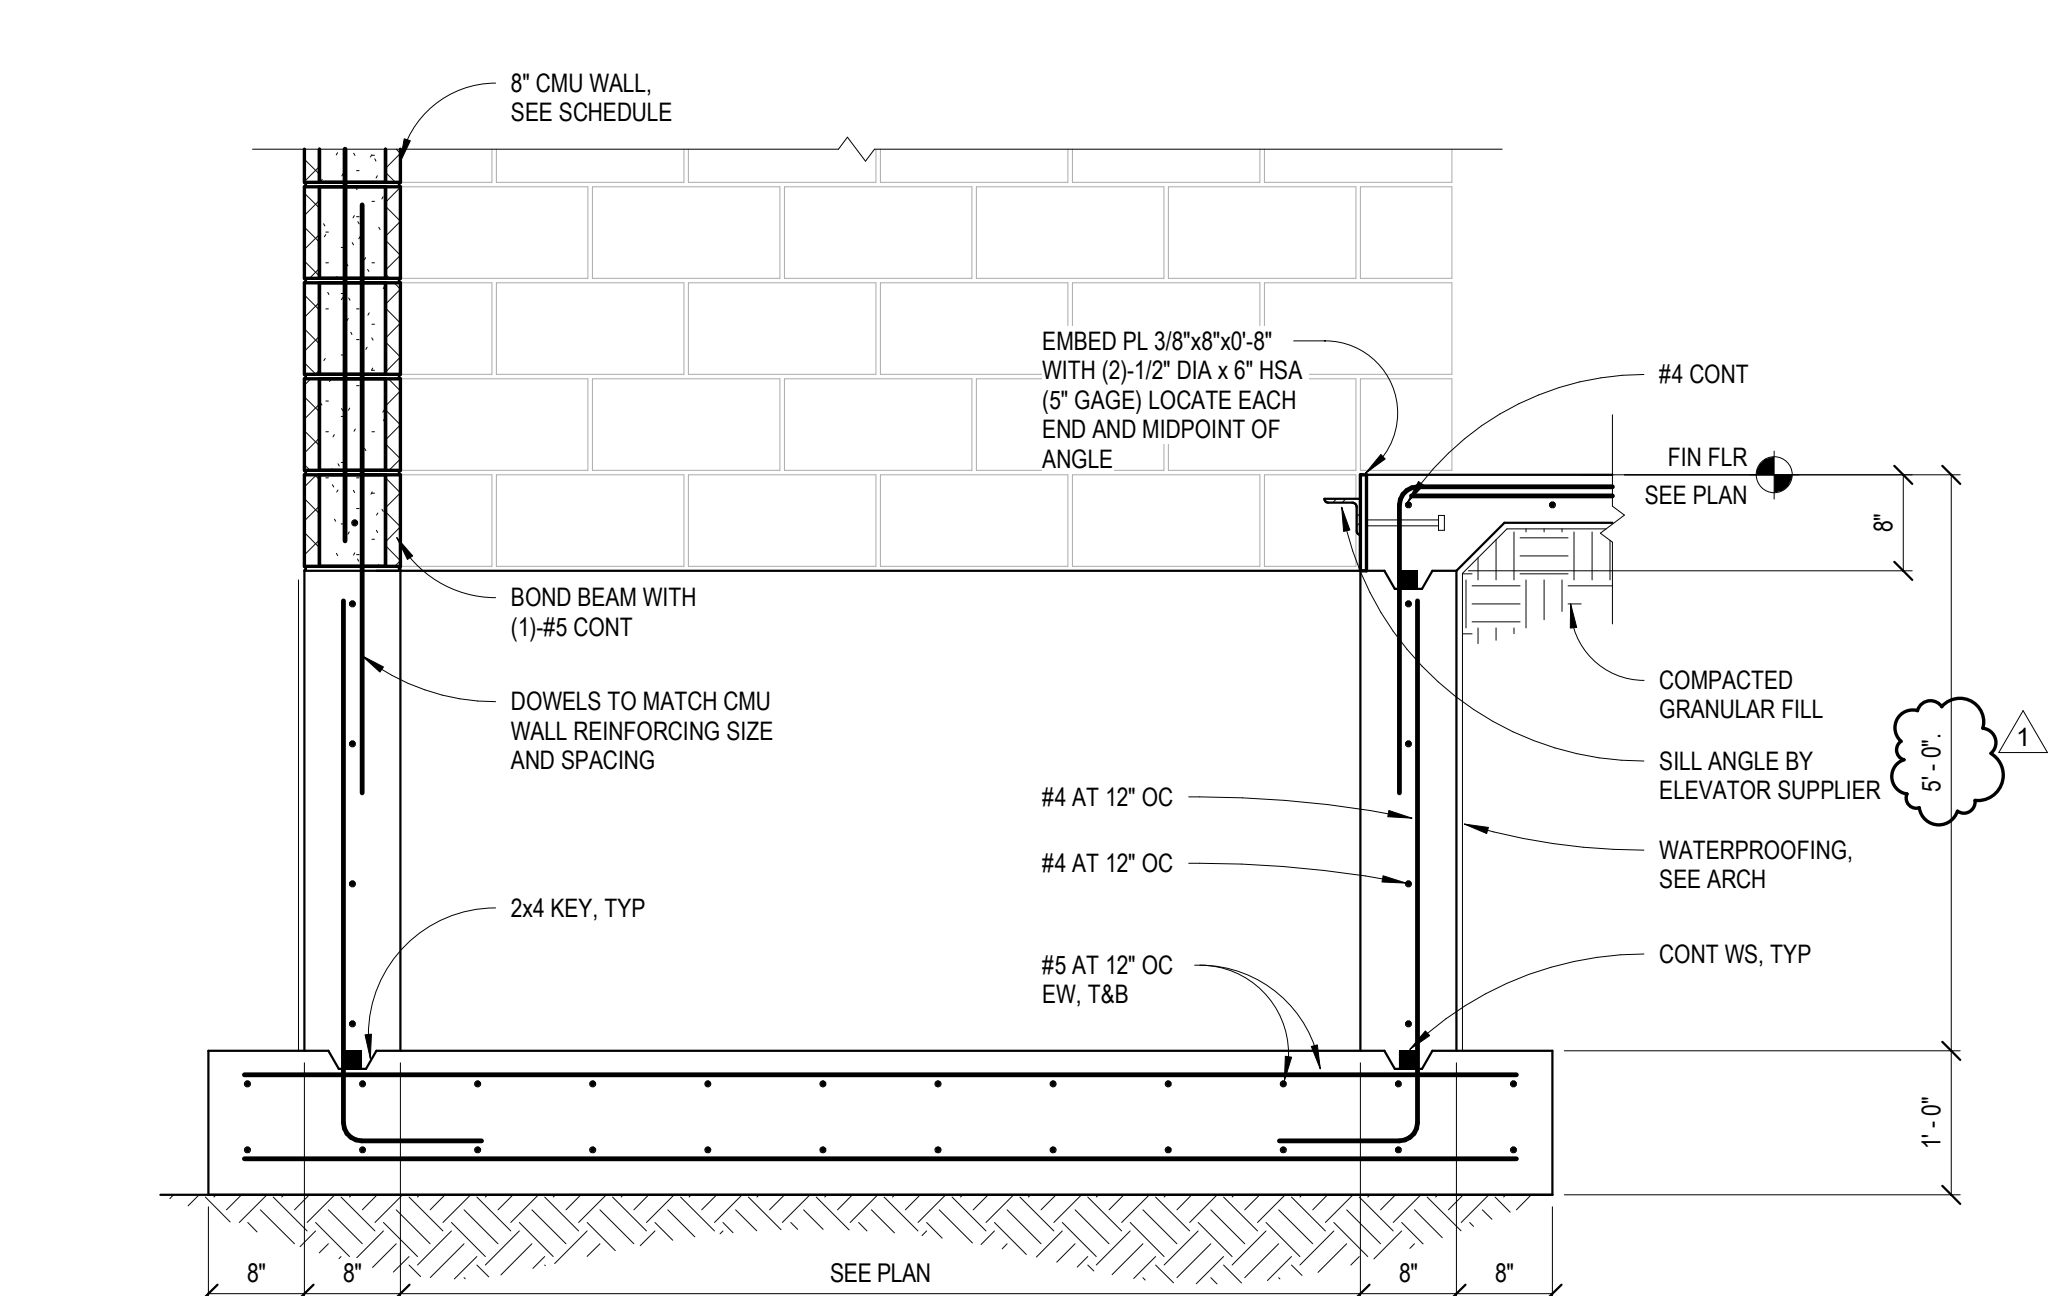 8" CMU WALL,
SEE SCHEDULE
EMBED PL 3/8"x8"x0'-8"
WITH (2)-1/2" DIA x 6" HSA
(5" GAGE) LOCATE EACH
END AND MIDPOINT OF
ANGLE
#4 CONT
FIN FLR
SEE PLAN
8"
BOND BEAM WITH
(1)-#5 CONT
DOWELS TO MATCH CMU
WALL REINFORCING SIZE
AND SPACING
COMPACTED
GRANULAR FILL
SILL ANGLE BY
ELEVATOR SUPPLIER
5' - 0".
1
#4 AT 12" OC
#4 AT 12" OC
WATERPROOFING,
SEE ARCH
2x4 KEY, TYP
#5 AT 12" OC
EW, T&B
CONT WS, TYP
1' - 0"
8"
8"
SEE PLAN
8"
8"